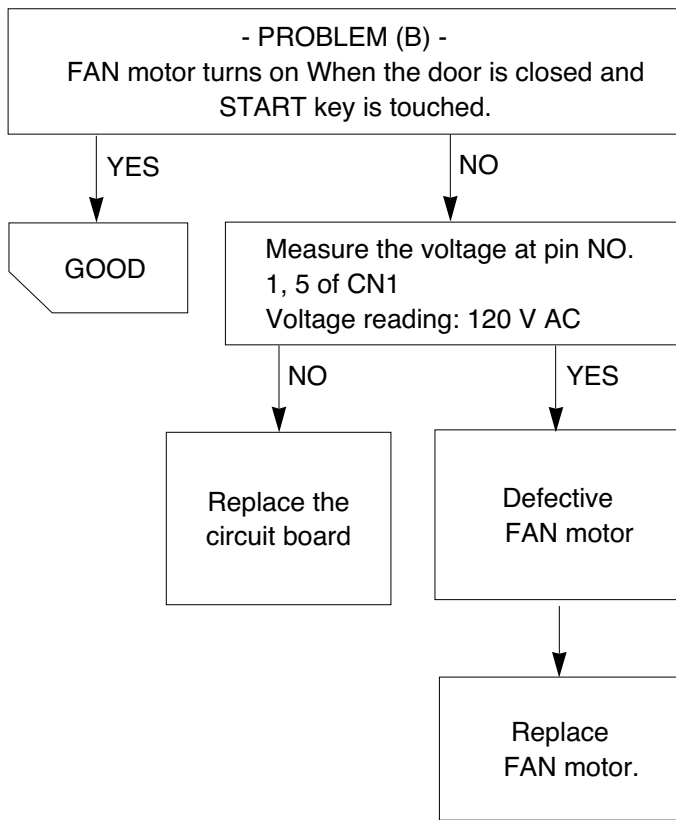 - PROBLEM (B) -
FAN motor turns on When the door is closed and
START key is touched.
YES
NO
GOOD
Measure the voltage at pin NO.
1, 5 of CN1
Voltage reading: 120 V AC
NO
YES
Replace the
circuit board
Defective
FAN motor
Replace
FAN motor.